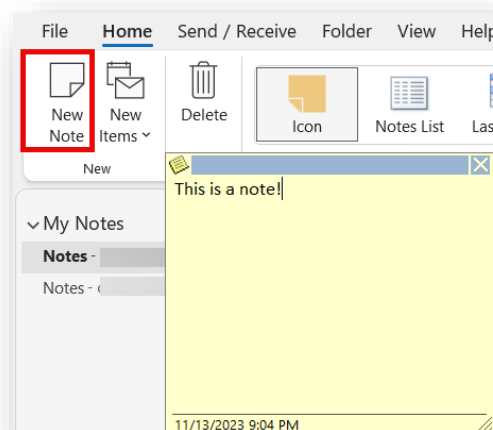 File Home Send / Receive Folder View Help
New Note
New Items
Delete
Icon
Notes List
Las
New
My Notes
Notes -
Notes -
This is a note!
11/13/2023 9:04 PM